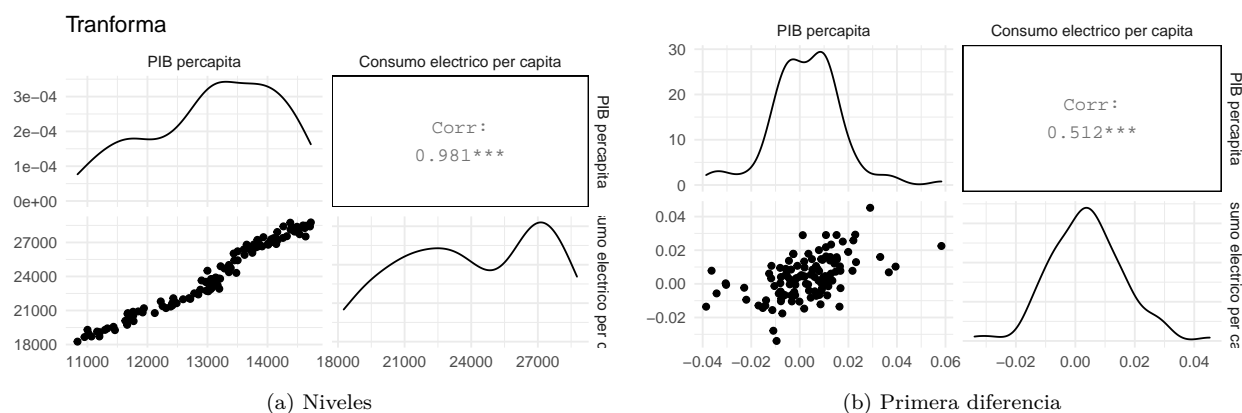 Tranforma
PIB percapita
Consumo electrico per capita
3e−04
2e−04
1e−04
0e+00
Corr:
0.981***
PIB percapita
27000
24000
21000
18000
sumo electrico per c
11000 12000 13000 14000
18000 21000 24000 27000
(a) Niveles
PIB percapita
Consumo electrico per capita
30
20
10
0
Corr:
0.512***
PIB percapita
0.04
0.02
0.00
−0.02
sumo electrico per ca
−0.04 −0.02 0.00 0.02 0.04 0.06
−0.02 0.00 0.02 0.04
(b) Primera diferencia